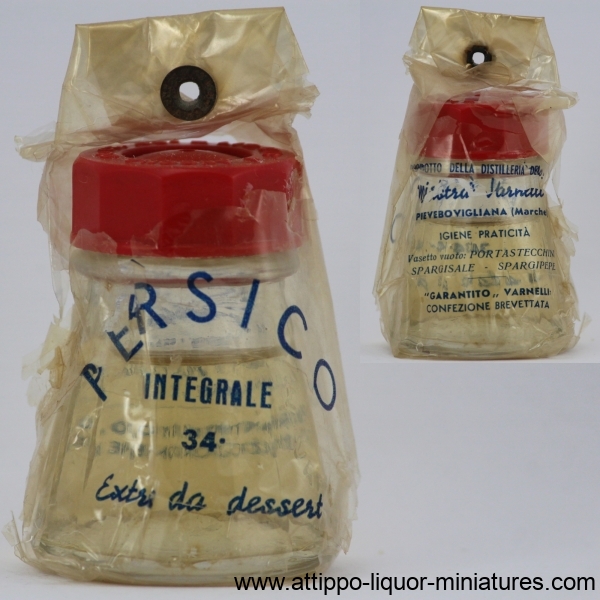 PERSICO
INTEGRALE
34·
Extra da dessert
DELLA DISTILLERIA
PIEVEBOVIGLIANA (Marche
IGIENE PRATICITÀ
Vasetto vuoto: PORTASTECCHINI
SPARGISALE - SPARGIPEPE
"GARANTITO„ VARNELLI
CONFEZIONE BREVETTATA
www.attippo-liquor-miniatures.com